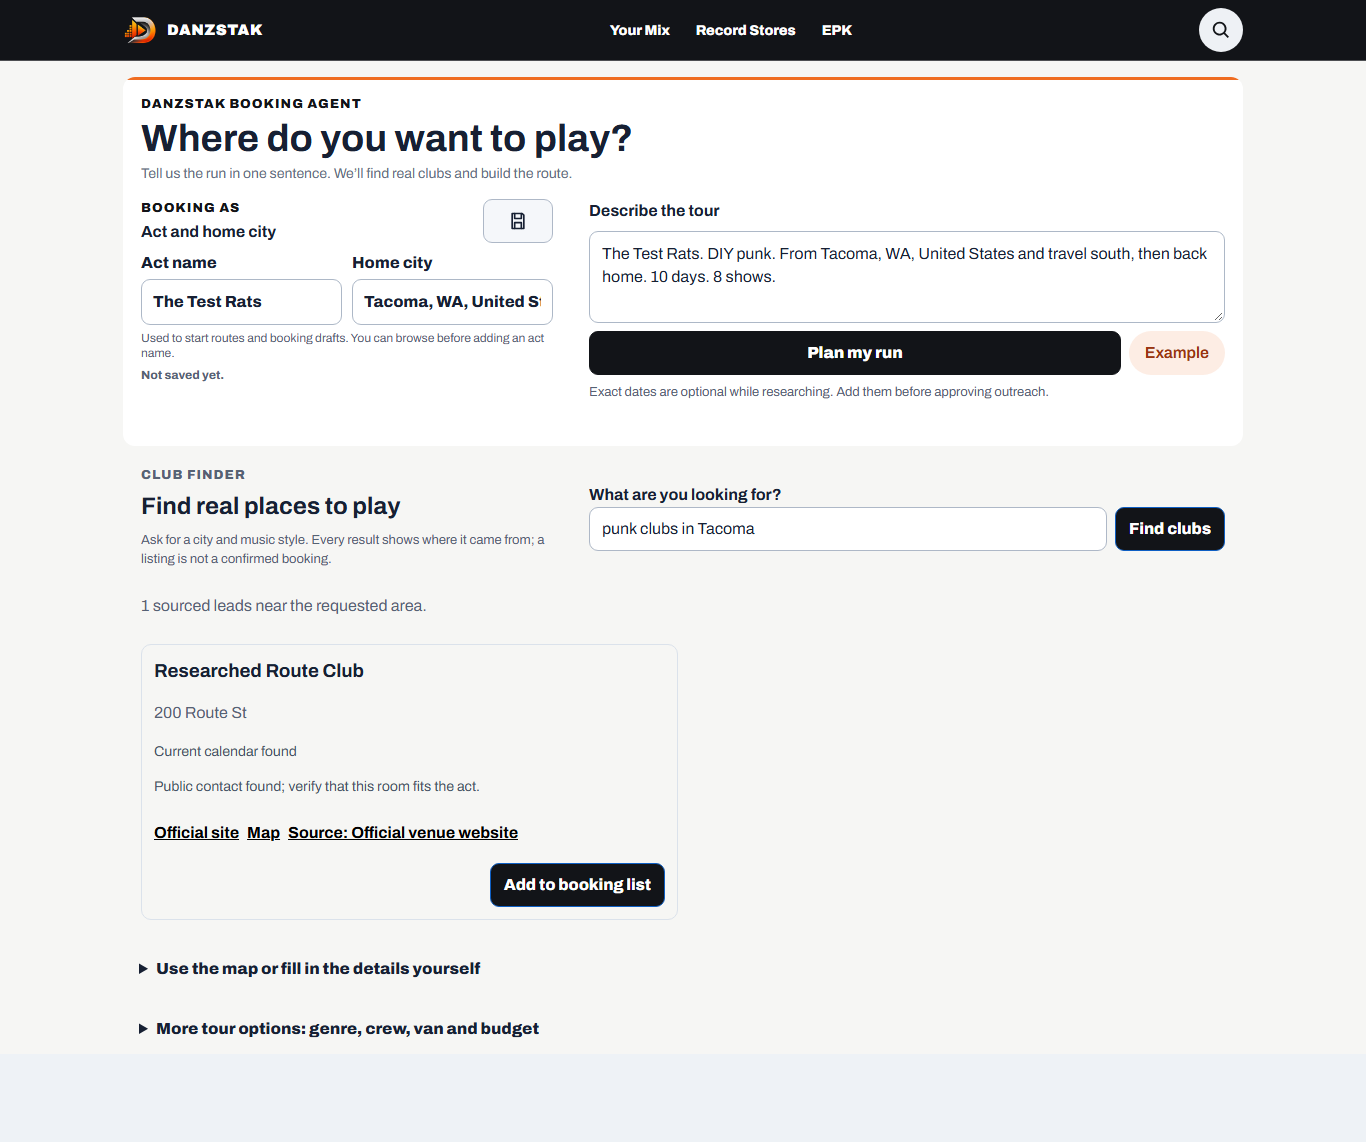 DANZSTAK
Your Mix
Record Stores
EPK
DANZSTAK BOOKING AGENT
Where do you want to play?
Tell us the run in one sentence. We'll find real clubs and build the route.
BOOKING AS
Act and home city
Act name
Home city
The Test Rats
Tacoma, WA, United St
Used to start routes and booking drafts. You can browse before adding an act
name.
Not saved yet.
Describe the tour
The Test Rats. DIY punk. From Tacoma, WA, United States and travel south, then back
home. 10 days. 8 shows.
Plan my run
Example
Exact dates are optional while researching. Add them before approving outreach.
CLUB FINDER
Find real places to play
Ask for a city and music style. Every result shows where it came from; a
listing is not a confirmed booking.
What are you looking for?
punk clubs in Tacoma
Find clubs
1 sourced leads near the requested area.
Researched Route Club
200 Route St
Current calendar found
Public contact found; verify that this room fits the act.
Official site Map Source: Official venue website
Add to booking list
Use the map or fill in the details yourself
More tour options: genre, crew, van and budget